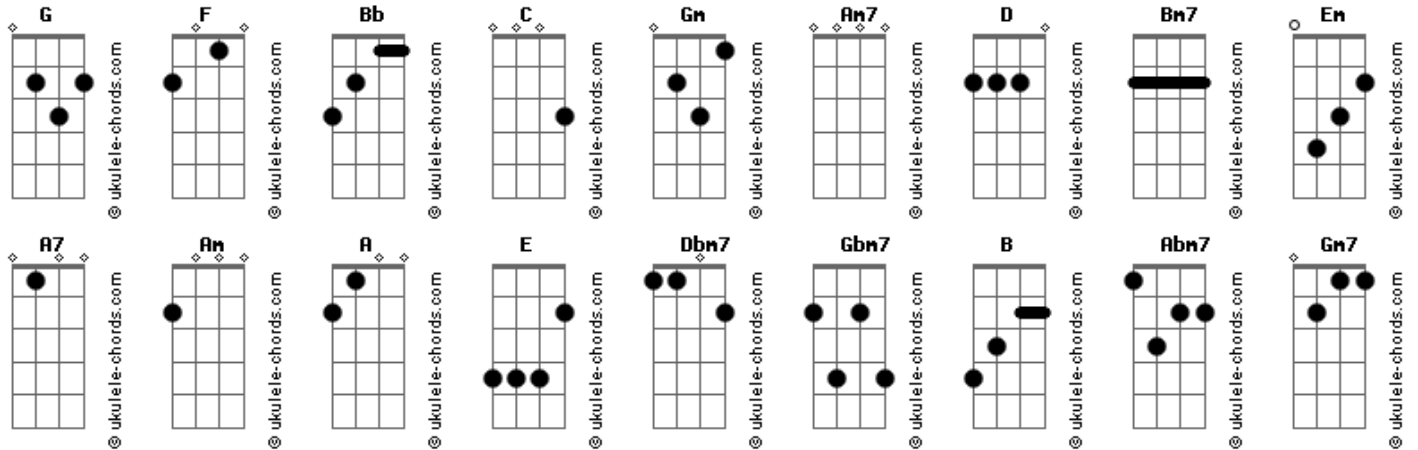 G F Bb C Gm Am7 D Bm7 Em
© ukulele-chords.com © ukulele-chords.com © ukulele-chords.com © ukulele-chords.com © ukulele-chords.com © ukulele-chords.com © ukulele-chords.com © ukulele-chords.com © ukulele-chords.com
A7 Am A E Dbm7 Gbm7 B Abm7 Gm7
© ukulele-chords.com © ukulele-chords.com © ukulele-chords.com © ukulele-chords.com © ukulele-chords.com © ukulele-chords.com © ukulele-chords.com © ukulele-chords.com © ukulele-chords.com